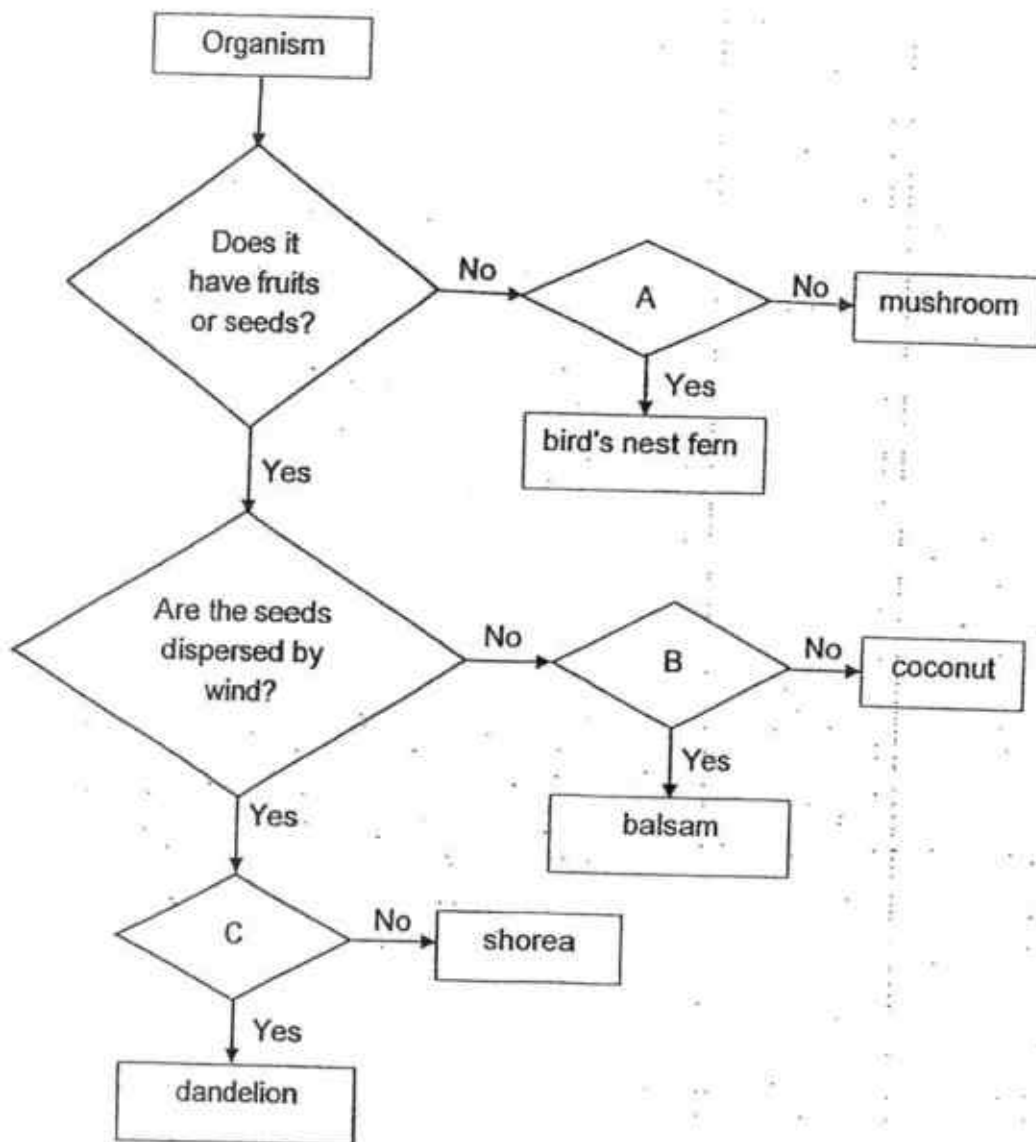 Organism
Does it
have fruits
or seeds?
No
A
No
mushroom
Yes
bird's nest fern
Yes
Are the seeds
dispersed by
wind?
No
B
No
coconut
Yes
balsam
Yes
C
No
shorea
Yes
dandelion